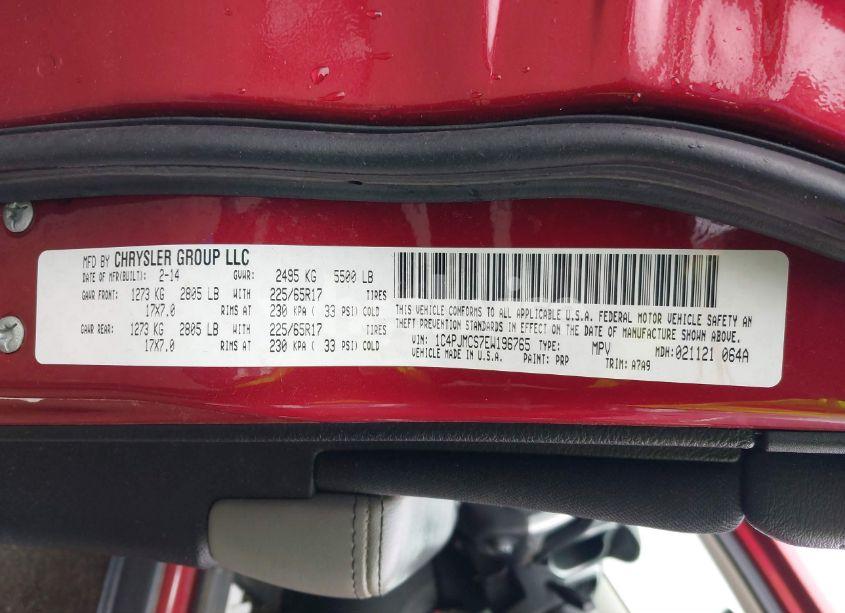 MFD BY CHRYSLER GROUP LLC
DATE OF MFR(BUILT): 2-14 GVWR: 2495 KG 5500 LB
GAWR FRONT: 1273 KG 2805 LB WITH 225/65R17 TIRES
17X7.0 RIMS AT 230 KPA ( 33 PSI) COLD
GAWR REAR: 1273 KG 2805 LB WITH 225/65R17 TIRES
17X7.0 RIMS AT 230 KPA ( 33 PSI) COLD
THIS VEHICLE CONFORMS TO ALL APPLICABLE U.S.A. FEDERAL MOTOR VEHICLE SAFETY AN
THEFT PREVENTION STANDARDS IN EFFECT ON THE DATE OF MANUFACTURE SHOWN ABOVE.
VIN: 1C4PJMCS7EW196765 TYPE: MPV MDH: 021121 064A
VEHICLE MADE IN U.S.A. PAINT: PRP TRIM: A7A9